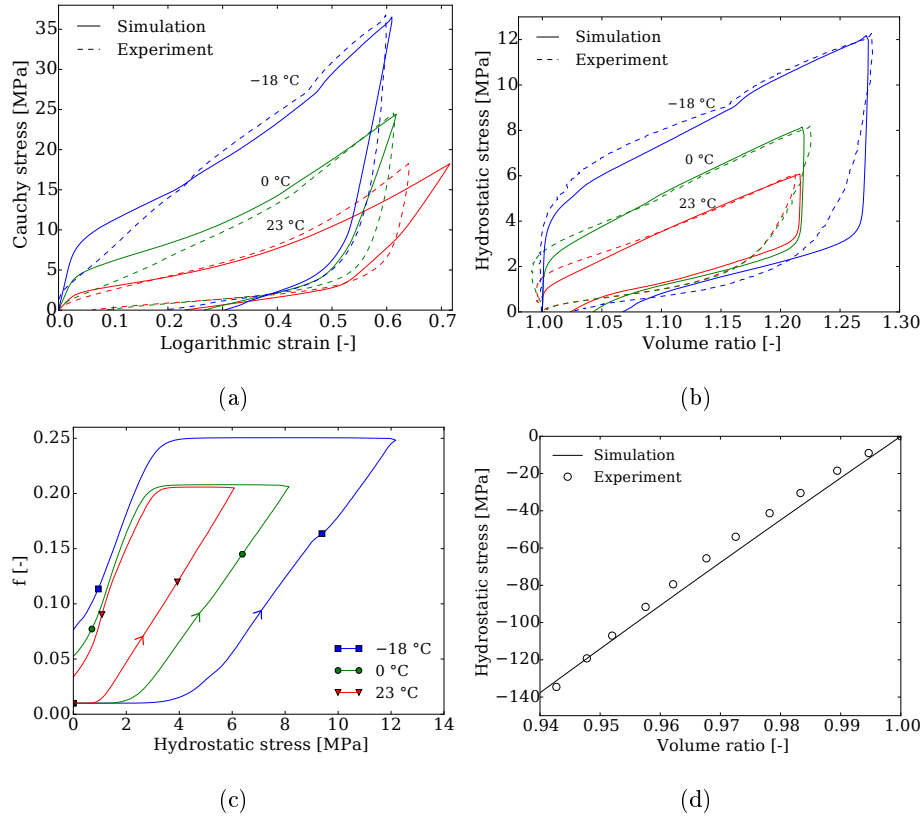 Cauchy stress [MPa]
35
30
25
20
15
10
5
0
0.0 0.1 0.2 0.3 0.4 0.5 0.6 0.7
Logarithmic strain [-]
Simulation
Experiment
−18 °C
0 °C
23 °C
(a)
Hydrostatic stress [MPa]
12
10
8
6
4
2
0
1.00 1.05 1.10 1.15 1.20 1.25 1.30
Volume ratio [-]
Simulation
Experiment
−18 °C
0 °C
23 °C
(b)
f [-]
0.25
0.20
0.15
0.10
0.05
0.00
0 2 4 6 8 10 12 14
Hydrostatic stress [MPa]
−18 °C
0 °C
23 °C
(c)
Hydrostatic stress [MPa]
0
−20
−40
−60
−80
−100
−120
−140
0.94 0.95 0.96 0.97 0.98 0.99 1.00
Volume ratio [-]
Simulation
Experiment
(d)